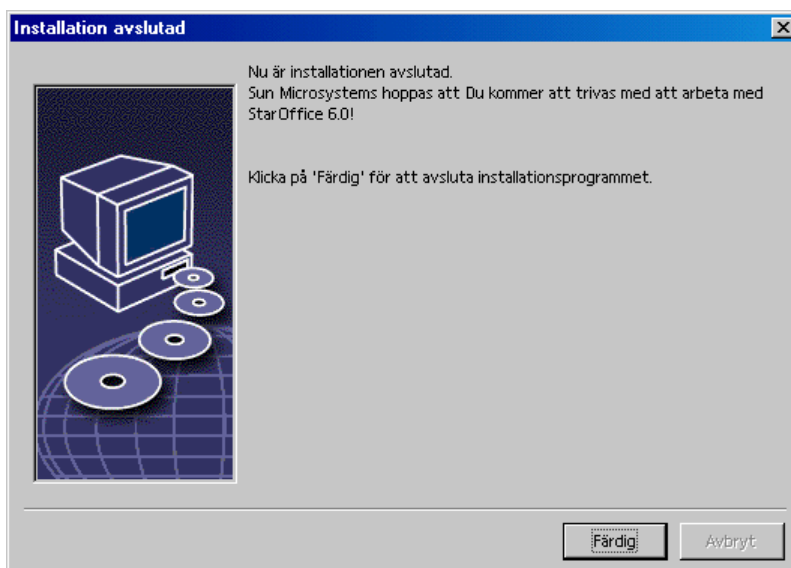 Installation avslutad
Nu är installationen avslutad.
Sun Microsystems hoppas att Du kommer att trivas med att arbeta med
StarOffice 6.0!
Klicka på 'Färdig' för att avsluta installationsprogrammet.
Färdig
Avbryt